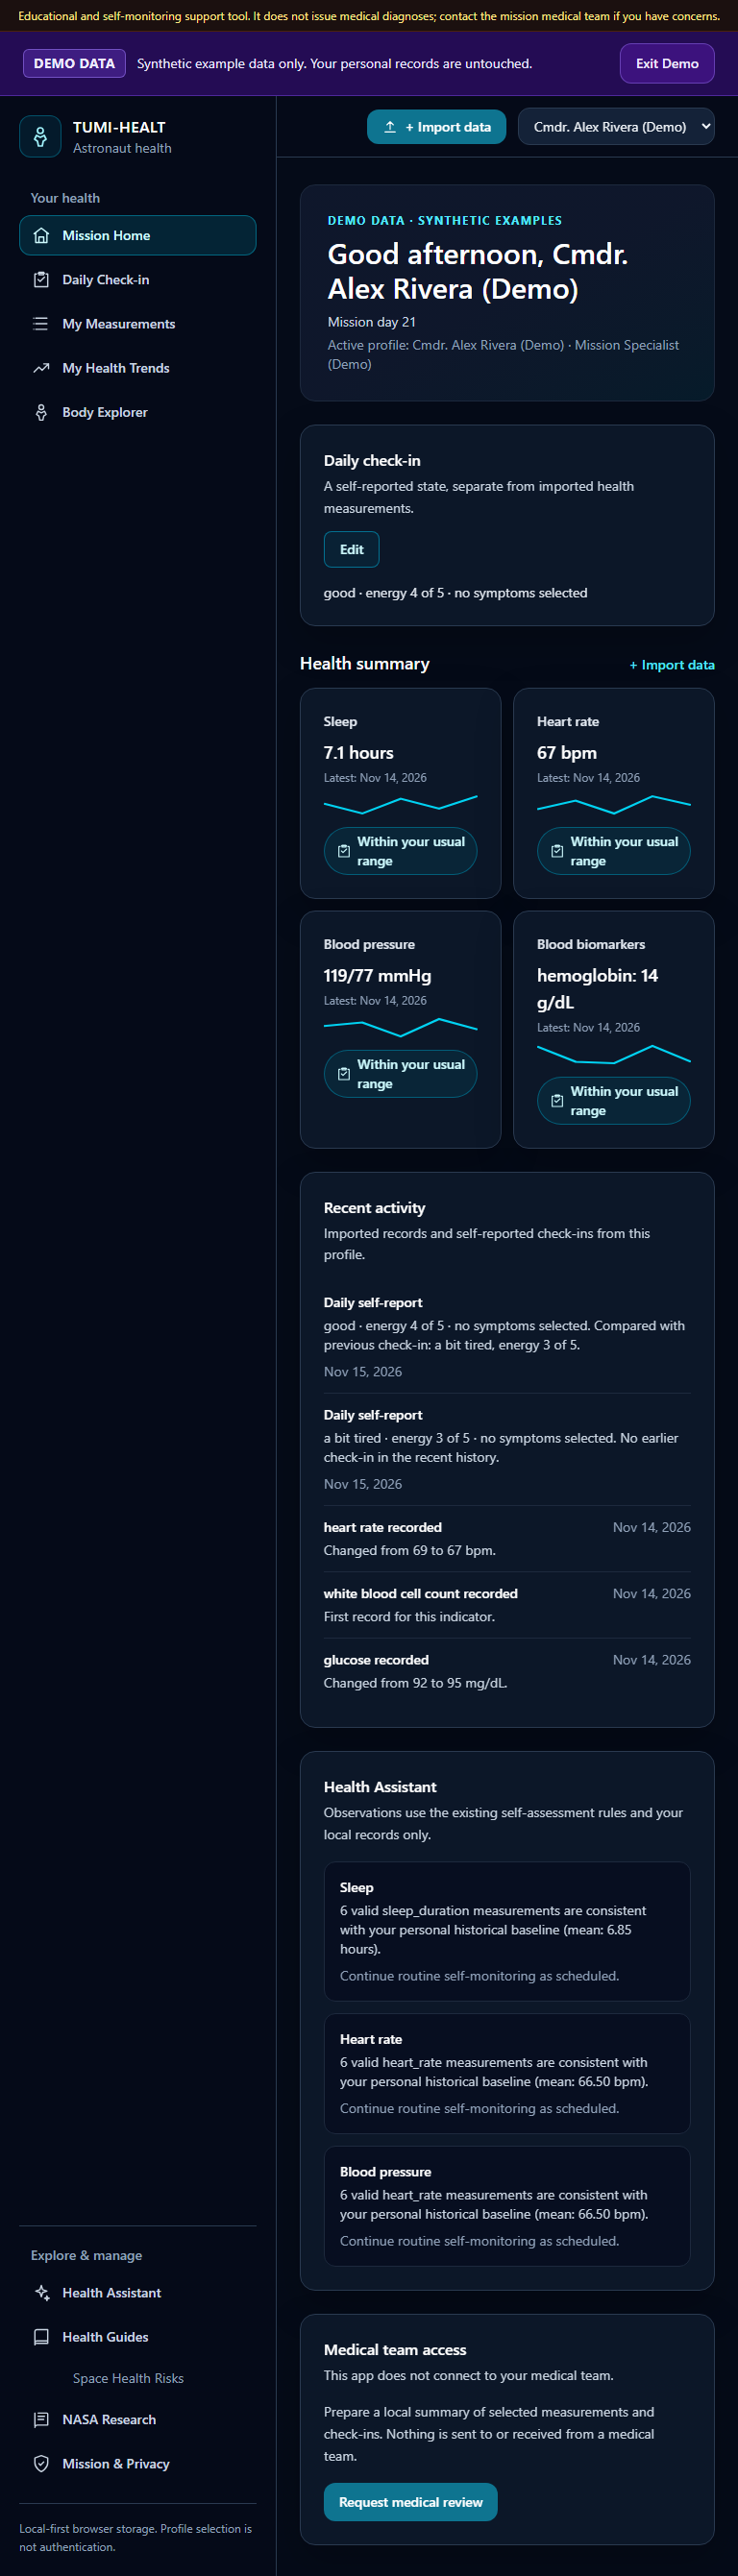 Educational and self-monitoring support tool. It does not issue medical diagnoses; contact the mission medical team if you have concerns.
DEMO DATA
Synthetic example data only. Your personal records are untouched.
Exit Demo
TUMI-HEALT
Astronaut health
Your health
Mission Home
Daily Check-in
My Measurements
My Health Trends
Body Explorer
Explore & manage
Health Assistant
Health Guides
Space Health Risks
NASA Research
Mission & Privacy
Local-first browser storage. Profile selection is
not authentication.
+ Import data
Cmdr. Alex Rivera (Demo)
DEMO DATA · SYNTHETIC EXAMPLES
Good afternoon, Cmdr.
Alex Rivera (Demo)
Mission day 21
Active profile: Cmdr. Alex Rivera (Demo) · Mission Specialist
(Demo)
Daily check-in
A self-reported state, separate from imported health
measurements.
Edit
good · energy 4 of 5 · no symptoms selected
Health summary
+ Import data
Sleep
7.1 hours
Latest: Nov 14, 2026
Within your usual
range
Heart rate
67 bpm
Latest: Nov 14, 2026
Within your usual
range
Blood pressure
119/77 mmHg
Latest: Nov 14, 2026
Within your usual
range
Blood biomarkers
hemoglobin: 14
g/dL
Latest: Nov 14, 2026
Within your usual
range
Recent activity
Imported records and self-reported check-ins from this
profile.
Daily self-report
good · energy 4 of 5 · no symptoms selected. Compared with
previous check-in: a bit tired, energy 3 of 5.
Nov 15, 2026
Daily self-report
a bit tired · energy 3 of 5 · no symptoms selected. No earlier
check-in in the recent history.
Nov 15, 2026
heart rate recorded
Nov 14, 2026
Changed from 69 to 67 bpm.
white blood cell count recorded
Nov 14, 2026
First record for this indicator.
glucose recorded
Nov 14, 2026
Changed from 92 to 95 mg/dL.
Health Assistant
Observations use the existing self-assessment rules and your
local records only.
Sleep
6 valid sleep_duration measurements are consistent
with your personal historical baseline (mean: 6.85
hours).
Continue routine self-monitoring as scheduled.
Heart rate
6 valid heart_rate measurements are consistent with
your personal historical baseline (mean: 66.50 bpm).
Continue routine self-monitoring as scheduled.
Blood pressure
6 valid heart_rate measurements are consistent with
your personal historical baseline (mean: 66.50 bpm).
Continue routine self-monitoring as scheduled.
Medical team access
This app does not connect to your medical team.
Prepare a local summary of selected measurements and
check-ins. Nothing is sent to or received from a medical
team.
Request medical review